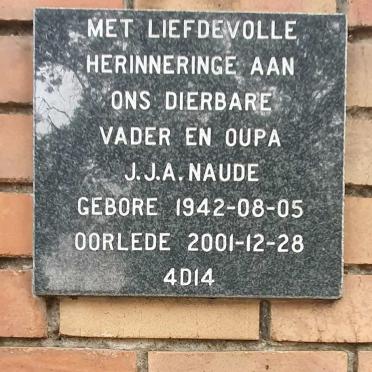 MET LIEFDEVOLLE
HERINNERINGE AAN
ONS DIERBARE
VADER EN OUPA
J.J.A. NAUDE
GEBORE 1942-08-05
OORLEDE 2001-12-28
4D14